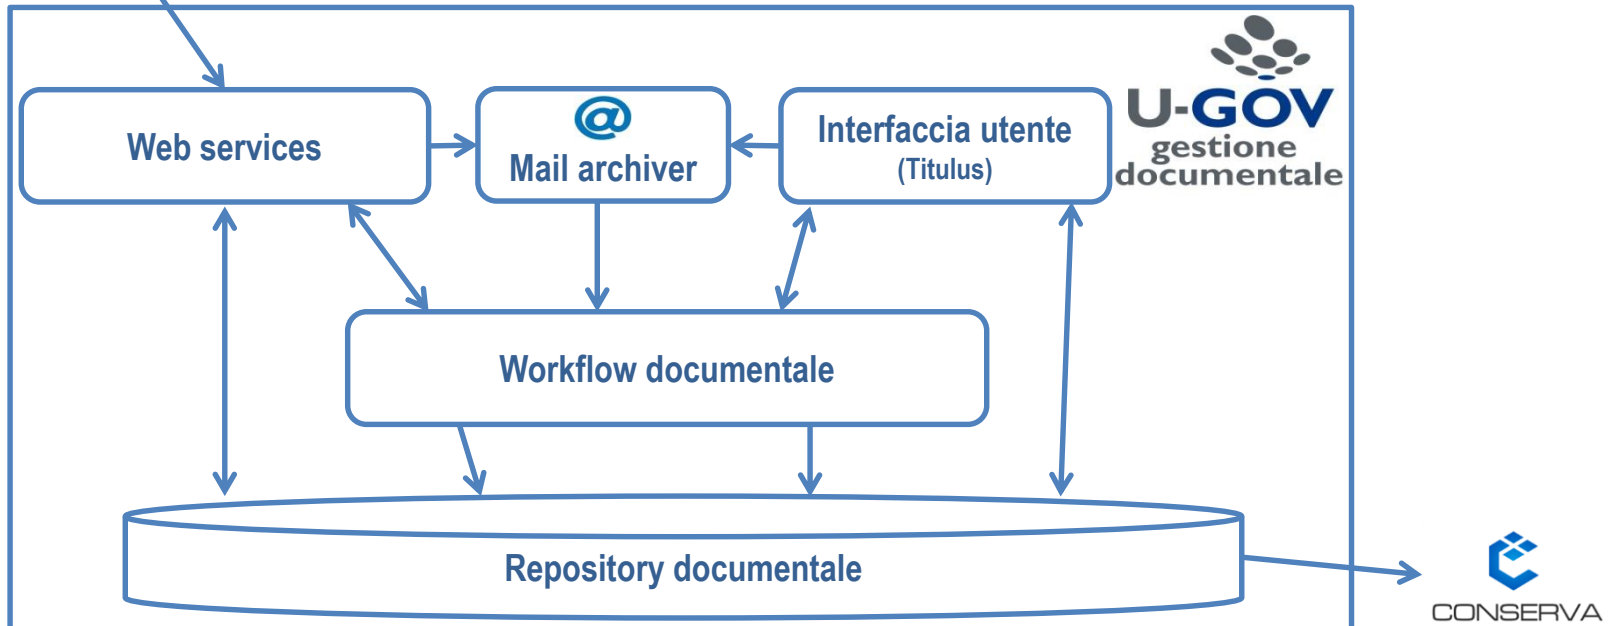 Web services
@
Mail archiver
Interfaccia utente
(Titulus)
U-GOV
gestione
documentale
Workflow documentale
Repository documentale
CONSERVA